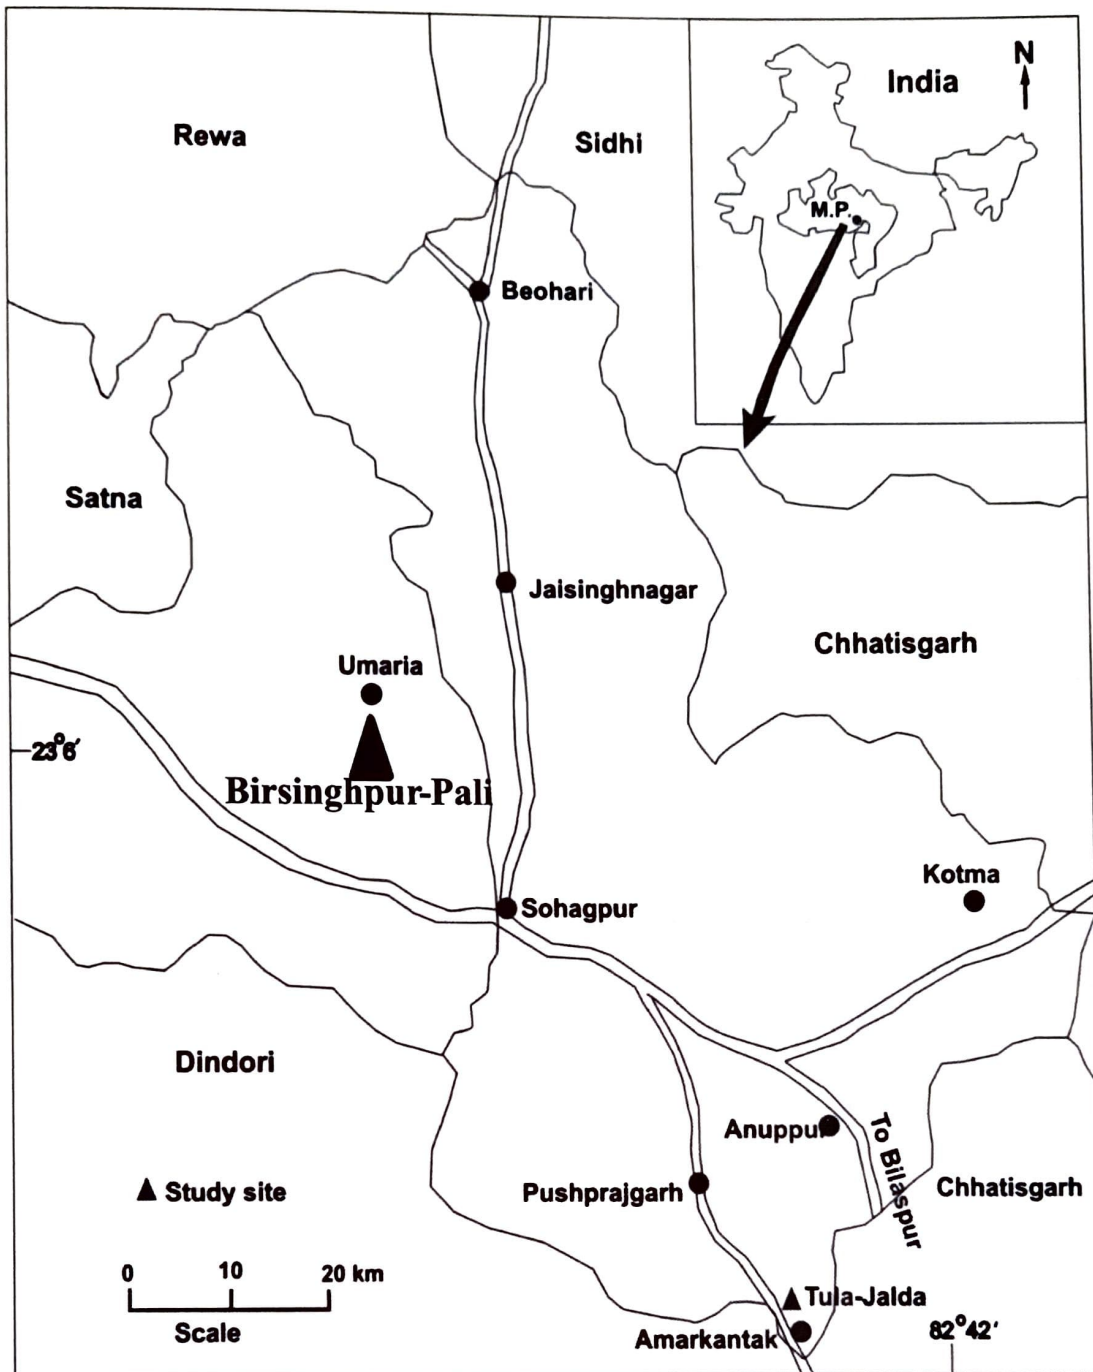 N
India
Rewa
Sidhi
M.P.
Beohari
Satna
Jaisinghnagar
Chhatisgarh
Umaria
23°6'
Birsinghpur-Pali
Kotma
Sohagpur
Dindori
Anuppur
To Bilaspur
Study site
Pushprajgarh
Chhatisgarh
0 10 20 km
Tula-Jalda
Scale
Amarkantak
82°42'